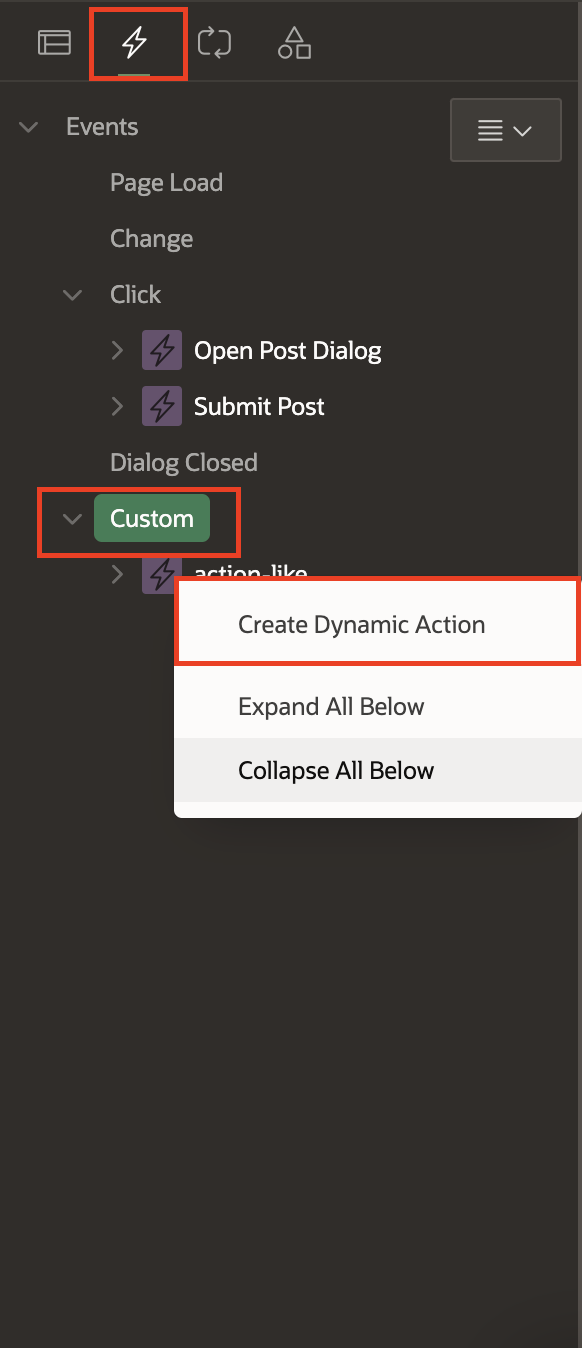 Events
Page Load
Change
Click
Open Post Dialog
Submit Post
Dialog Closed
Custom
action-like
Create Dynamic Action
Expand All Below
Collapse All Below